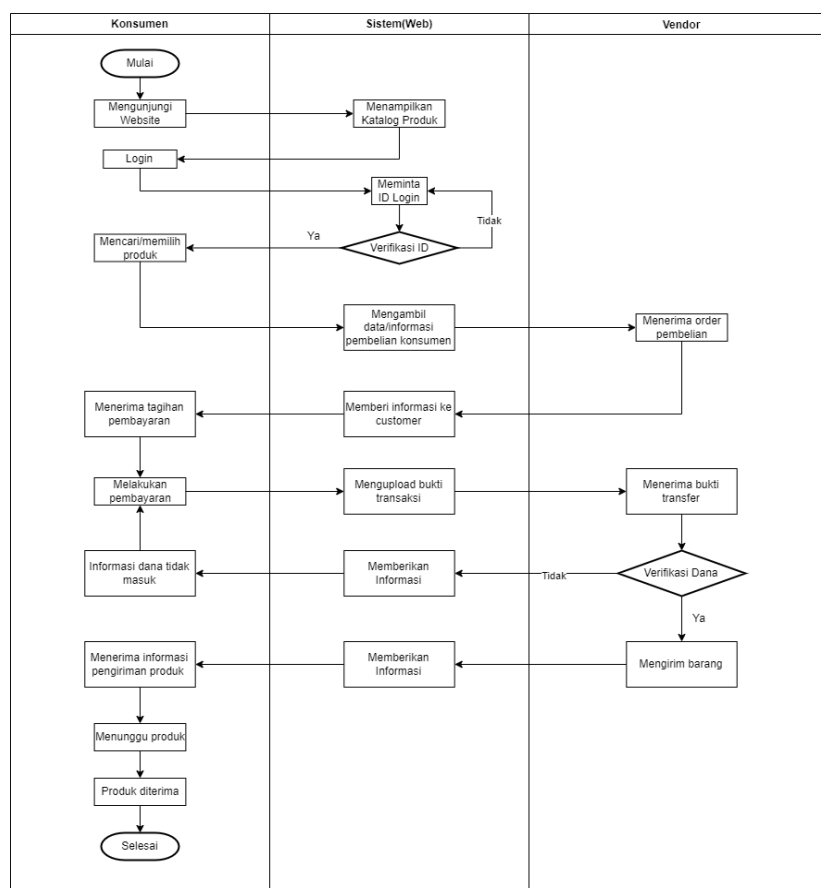 Konsumen
Sistem(Web)
Vendor
Mulai
Mengunjungi
Website
Menampilkan
Katalog Produk
Login
Meminta
ID Login
Tidak
Ya
Verifikasi ID
Mencari/memilih
produk
Mengambil
data/informasi
pembelian konsumen
Menerima order
pembelian
Menerima tagihan
pembayaran
Memberi informasi ke
customer
Melakukan
pembayaran
Mengupload bukti
transaksi
Menerima bukti
transfer
Informasi dana tidak
masuk
Memberikan
Informasi
Tidak
Verifikasi Dana
Ya
Menerima informasi
pengiriman produk
Memberikan
Informasi
Mengirim barang
Menunggu produk
Produk diterima
Selesai